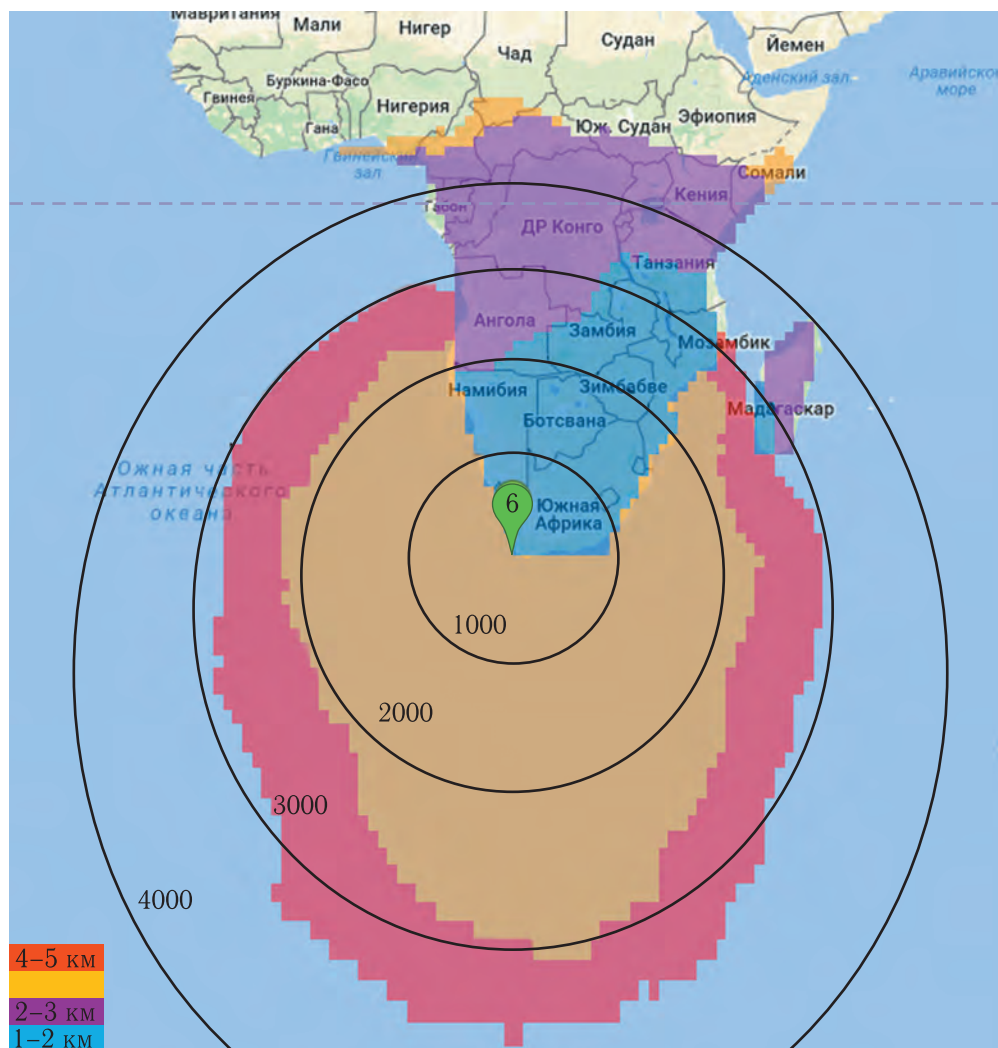 Мавритания
Мали
Нигер
Чад
Судан
Йемен
Буркина-Фасо
Гвинея
Гана
Нигерия
Юж. Судан
Эфиопия
Аденский зал.
Аравийско
море
Гвинейский
зал
Сомали
Кения
Габон
ДР Конго
Танзания
Ангола
Замбия
Мозамбик
Намибия
Зимбабве
Ботсвана
Мадагаскар
Южная часть
Атлантического
океана
6
Южная
Африка
1000
2000
3000
4000
4–5 км
2–3 км
1–2 км